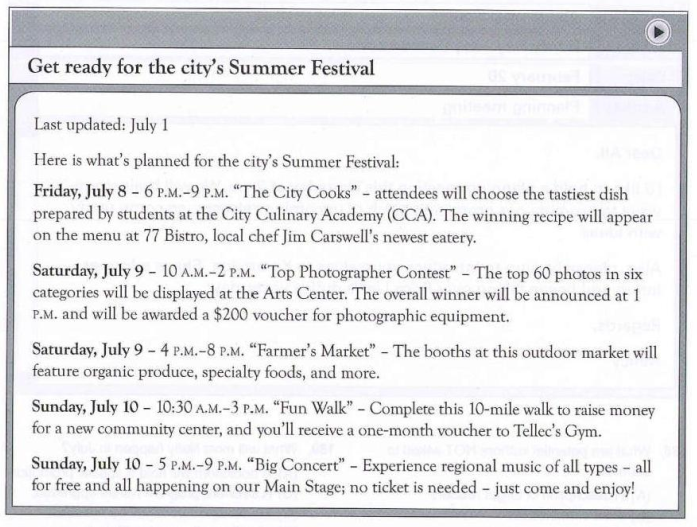 Get ready for the city's Summer Festival
Last updated: July 1
Here is what's planned for the city's Summer Festival:
Friday, July 8 – 6 P.M.–9 P.M. "The City Cooks" – attendees will choose the tastiest dish
prepared by students at the City Culinary Academy (CCA). The winning recipe will appear
on the menu at 77 Bistro, local chef Jim Carswell's newest eatery.
Saturday, July 9 – 10 A.M.–2 P.M. "Top Photographer Contest" – The top 60 photos in six
categories will be displayed at the Arts Center. The overall winner will be announced at 1
P.M. and will be awarded a $200 voucher for photographic equipment.
Saturday, July 9 – 4 P.M.–8 P.M. "Farmer's Market" – The booths at this outdoor market will
feature organic produce, specialty foods, and more.
Sunday, July 10 – 10:30 A.M.–3 P.M. "Fun Walk" – Complete this 10-mile walk to raise money
for a new community center, and you'll receive a one-month voucher to Tellec's Gym.
Sunday, July 10 – 5 P.M.–9 P.M. "Big Concert" – Experience regional music of all types – all
for free and all happening on our Main Stage; no ticket is needed – just come and enjoy!